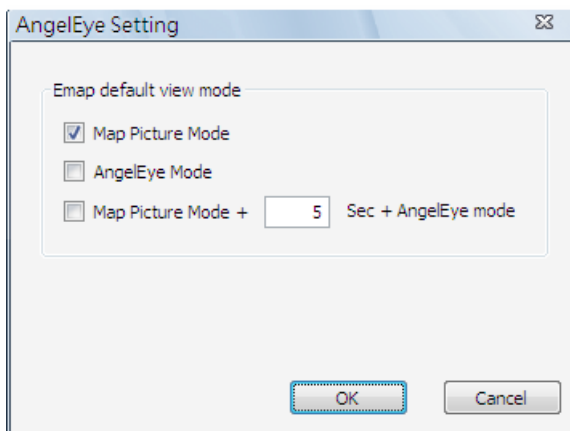 AngelEye Setting
Emap default view mode
Map Picture Mode
AngelEye Mode
Map Picture Mode + 5 Sec + AngelEye mode
OK Cancel